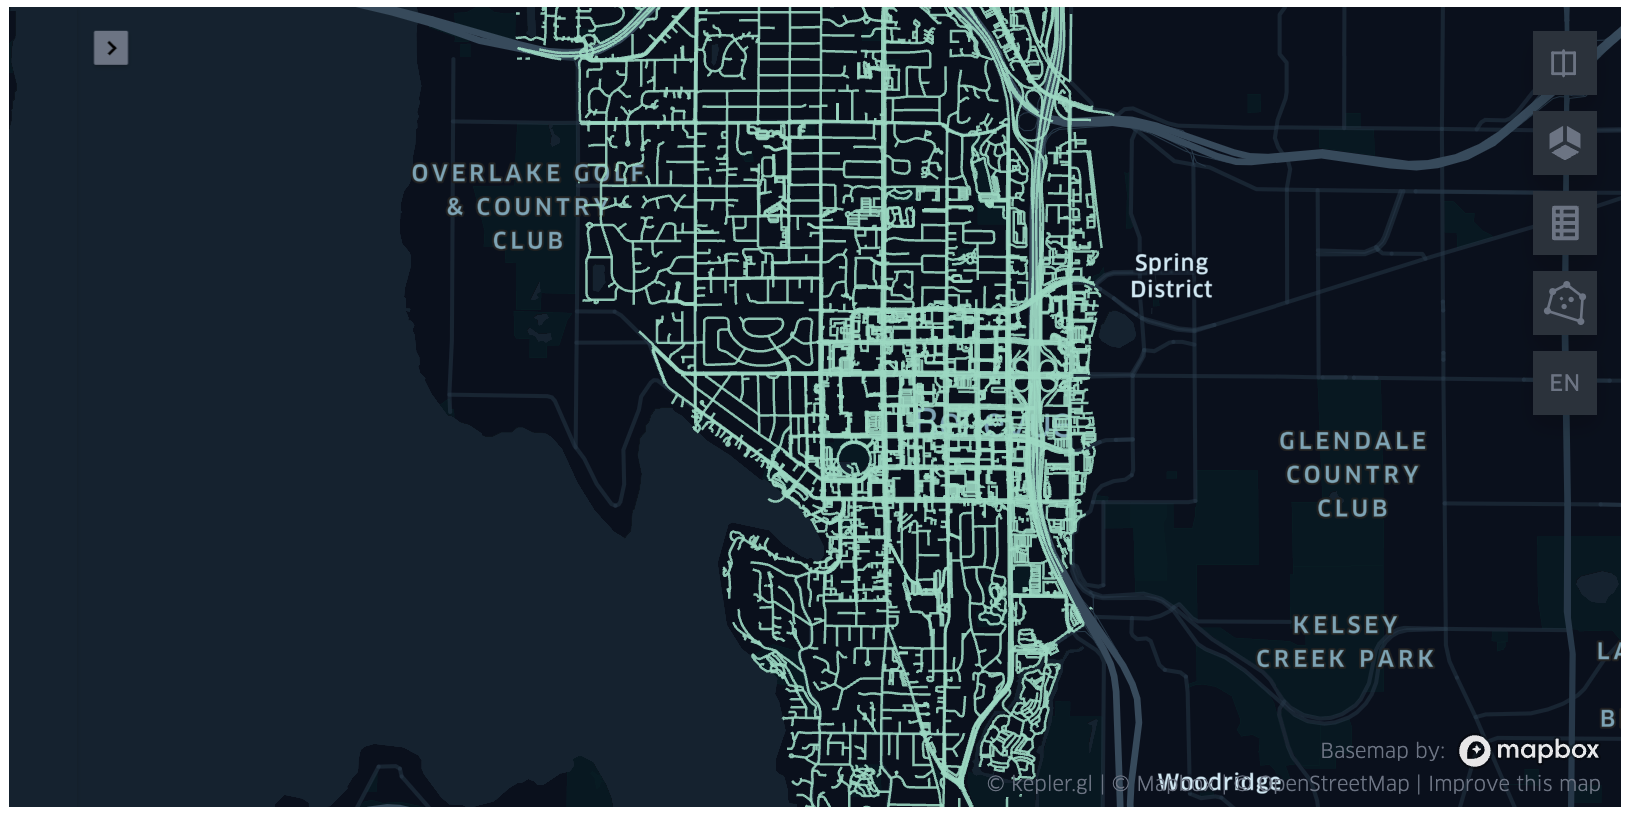 OVERLAKE GOLF
& COUNTRY
CLUB
Spring
District
EN
GLENDALE
COUNTRY
CLUB
KELSEY
CREEK PARK
LA
B
Basemap by: mapbox
Woodridge
© kepler.gl | © Mapbox | © OpenStreetMap | Improve this map